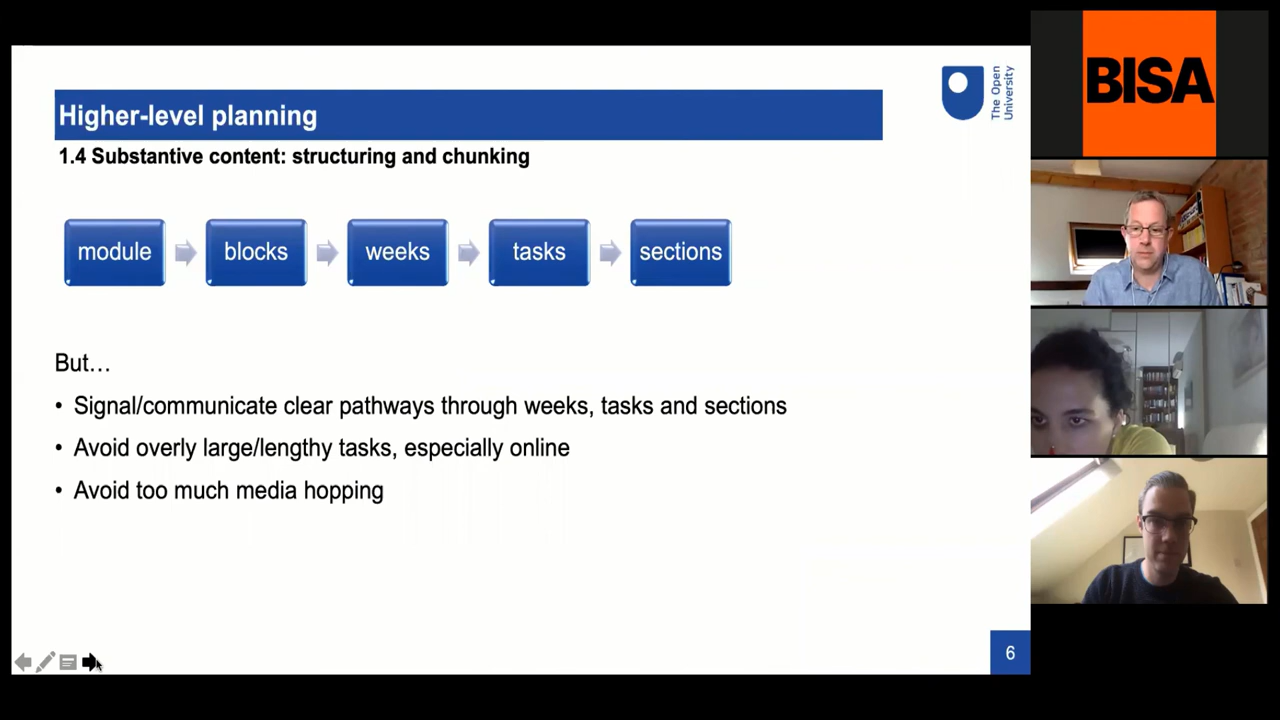 Higher-level planning
1.4 Substantive content: structuring and chunking
The Open
University
module
blocks
weeks
tasks
sections
But…
• Signal/communicate clear pathways through weeks, tasks and sections
• Avoid overly large/lengthy tasks, especially online
• Avoid too much media hopping
6
BISA